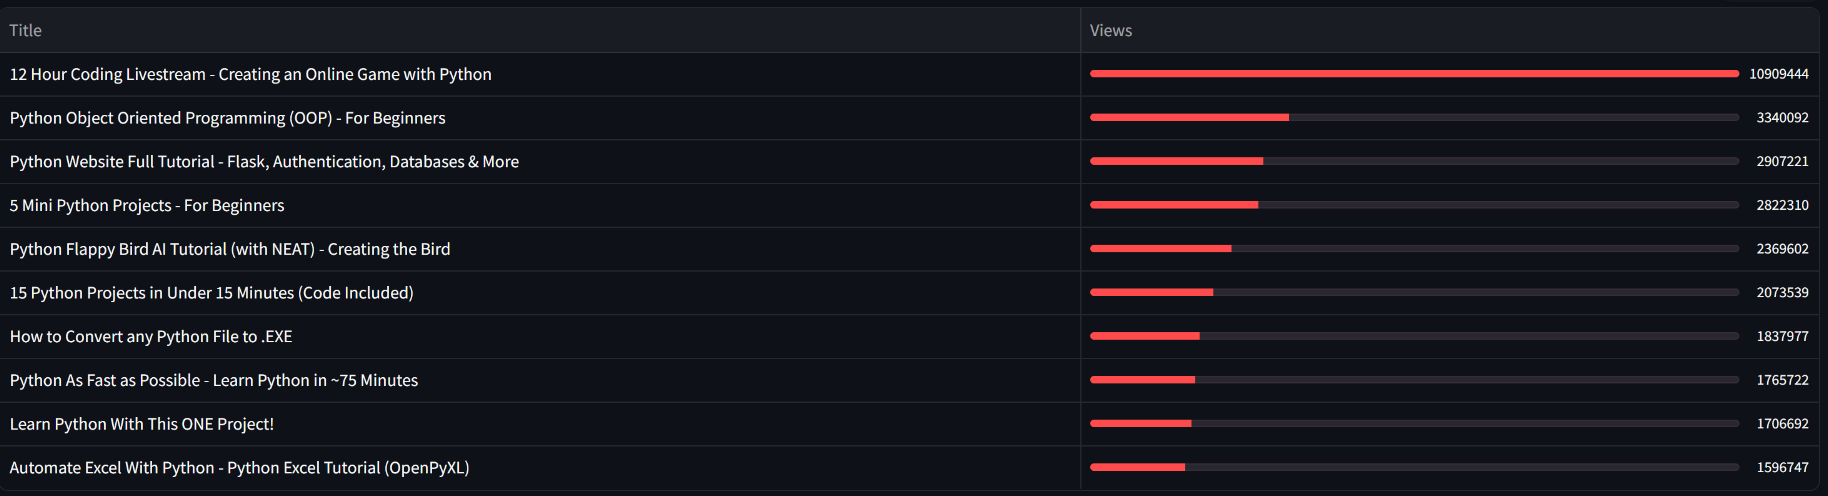 Title Views
12 Hour Coding Livestream - Creating an Online Game with Python 10909444
Python Object Oriented Programming (OOP) - For Beginners 3340092
Python Website Full Tutorial - Flask, Authentication, Databases & More 2907221
5 Mini Python Projects - For Beginners 2822310
Python Flappy Bird AI Tutorial (with NEAT) - Creating the Bird 2369602
15 Python Projects in Under 15 Minutes (Code Included) 2073539
How to Convert any Python File to .EXE 1837977
Python As Fast as Possible - Learn Python in ~75 Minutes 1765722
Learn Python With This ONE Project! 1706692
Automate Excel With Python - Python Excel Tutorial (OpenPyXL) 1596747